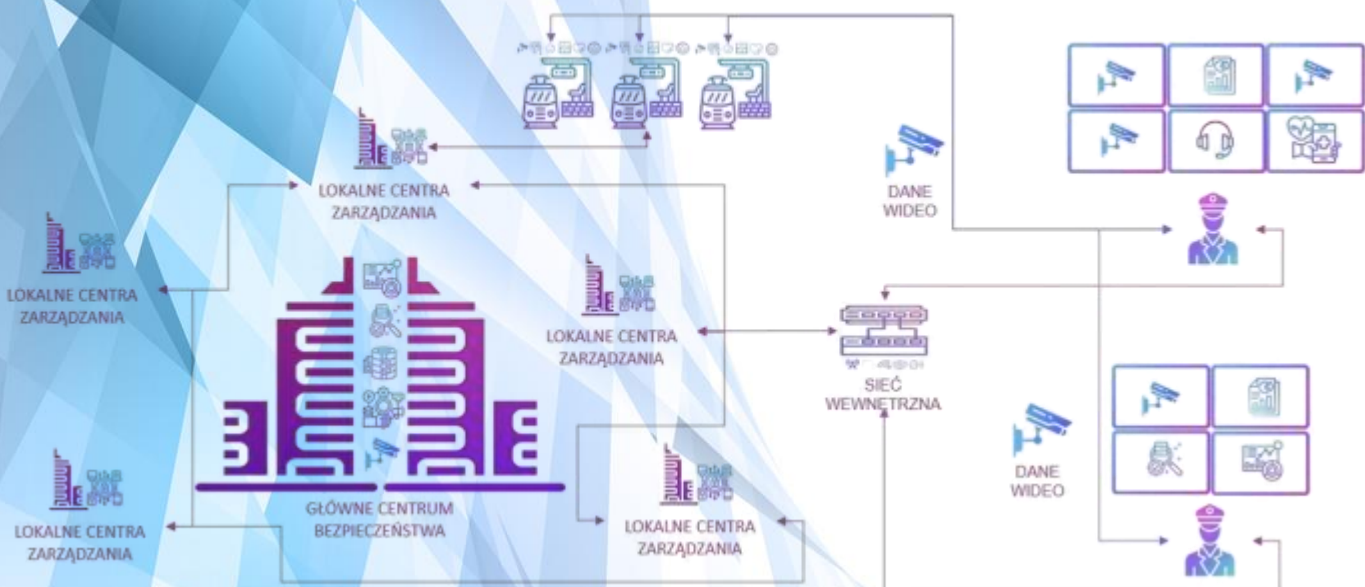 LOKALNE CENTRA
ZARZĄDZANIA
DANE
WIDEO
LOKALNE CENTRA
ZARZĄDZANIA
LOKALNE CENTRA
ZARZĄDZANIA
SIEĆ
WEWNĘTRZNA
DANE
WIDEO
GŁÓWNE CENTRUM
BEZPIECZEŃSTWA
LOKALNE CENTRA
ZARZĄDZANIA
LOKALNE CENTRA
ZARZĄDZANIA